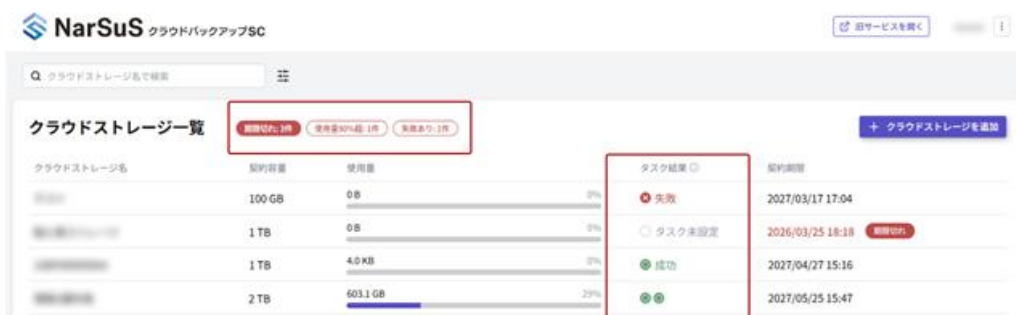 NarSuS クラウドバックアップSC
旧サービスを開く
クラウドストレージ名で検索
クラウドストレージ一覧
期限切れ: 1件
使用量90%超: 1件
失敗あり: 1件
+ クラウドストレージを追加
クラウドストレージ名 契約容量 使用量 タスク結果 契約期限
100 GB 0 B 0% 失敗 2027/03/17 17:04
1 TB 0 B 0% タスク未設定 2026/03/25 18:18 期限切れ
1 TB 4.0 KB 0% 成功 2027/04/27 15:16
2 TB 603.1 GB 29% 2027/05/25 15:47